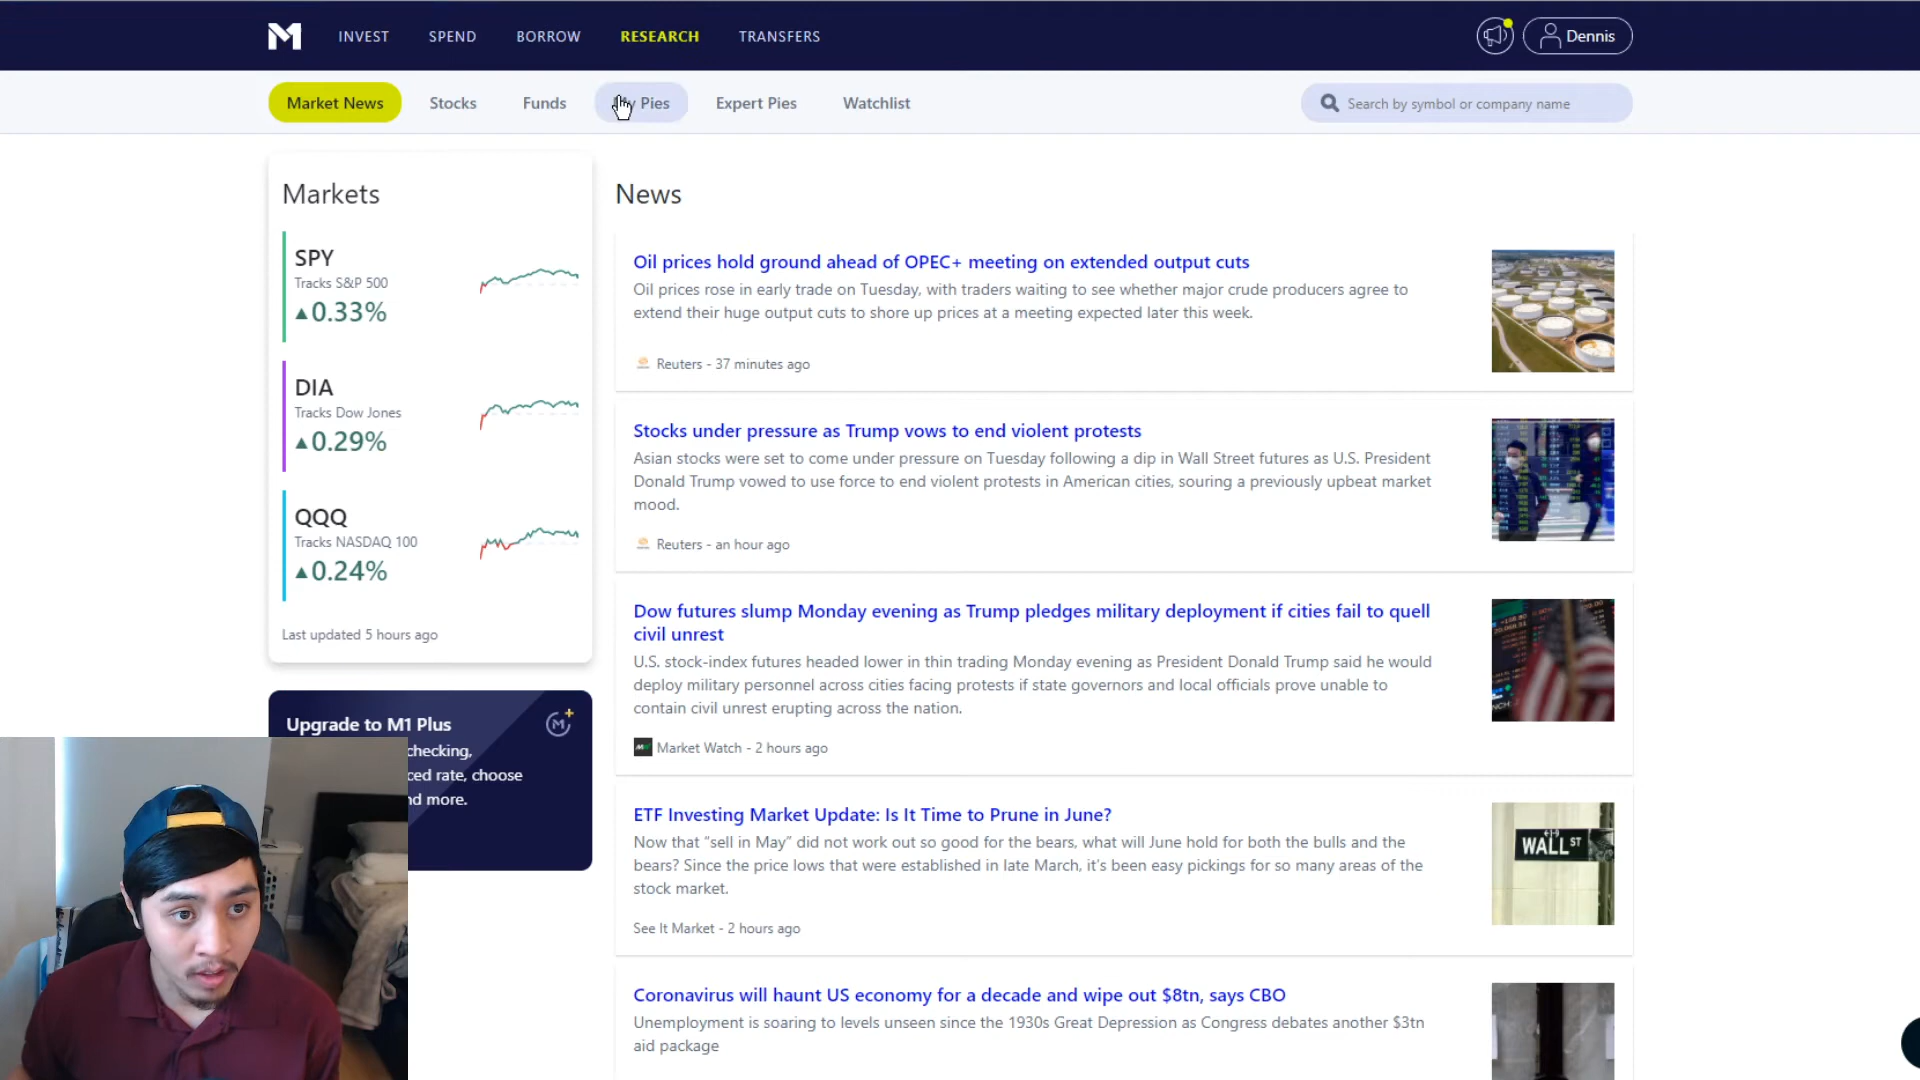 INVEST SPEND BORROW RESEARCH TRANSFERS Dennis
Market News Stocks Funds Pies Expert Pies Watchlist Search by symbol or company name
Markets
SPY
Tracks S&P 500
▲0.33%
DIA
Tracks Dow Jones
▲0.29%
QQQ
Tracks NASDAQ 100
▲0.24%
Last updated 5 hours ago
Upgrade to M1 Plus
checking,
choose
more.
News
Oil prices hold ground ahead of OPEC+ meeting on extended output cuts
Oil prices rose in early trade on Tuesday, with traders waiting to see whether major crude producers agree to
extend their huge output cuts to shore up prices at a meeting expected later this week.
Reuters - 37 minutes ago
Stocks under pressure as Trump vows to end violent protests
Asian stocks were set to come under pressure on Tuesday following a dip in Wall Street futures as U.S. President
Donald Trump vowed to use force to end violent protests in American cities, souring a previously upbeat market
mood.
Reuters - an hour ago
Dow futures slump Monday evening as Trump pledges military deployment if cities fail to quell
civil unrest
U.S. stock-index futures headed lower in thin trading Monday evening as President Donald Trump said he would
deploy military personnel across cities facing protests if state governors and local officials prove unable to
contain civil unrest erupting across the nation.
Market Watch - 2 hours ago
ETF Investing Market Update: Is It Time to Prune in June?
Now that “sell in May” did not work out so good for the bears, what will June hold for both the bulls and the
bears? Since the price lows that were established in late March, it’s been easy pickings for so many areas of the
stock market.
See It Market - 2 hours ago
WALL ST
Coronavirus will haunt US economy for a decade and wipe out $8tn, says CBO
Unemployment is soaring to levels unseen since the 1930s Great Depression as Congress debates another $3tn
aid package